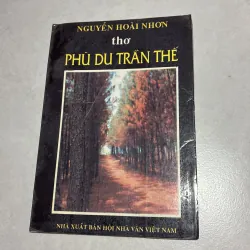 NGUYỄN HOÀI NHƠN
thơ
PHÙ DU TRẦN THẾ
NHÀ XUẤT BẢN HỘI NHÀ VĂN VIỆT NAM